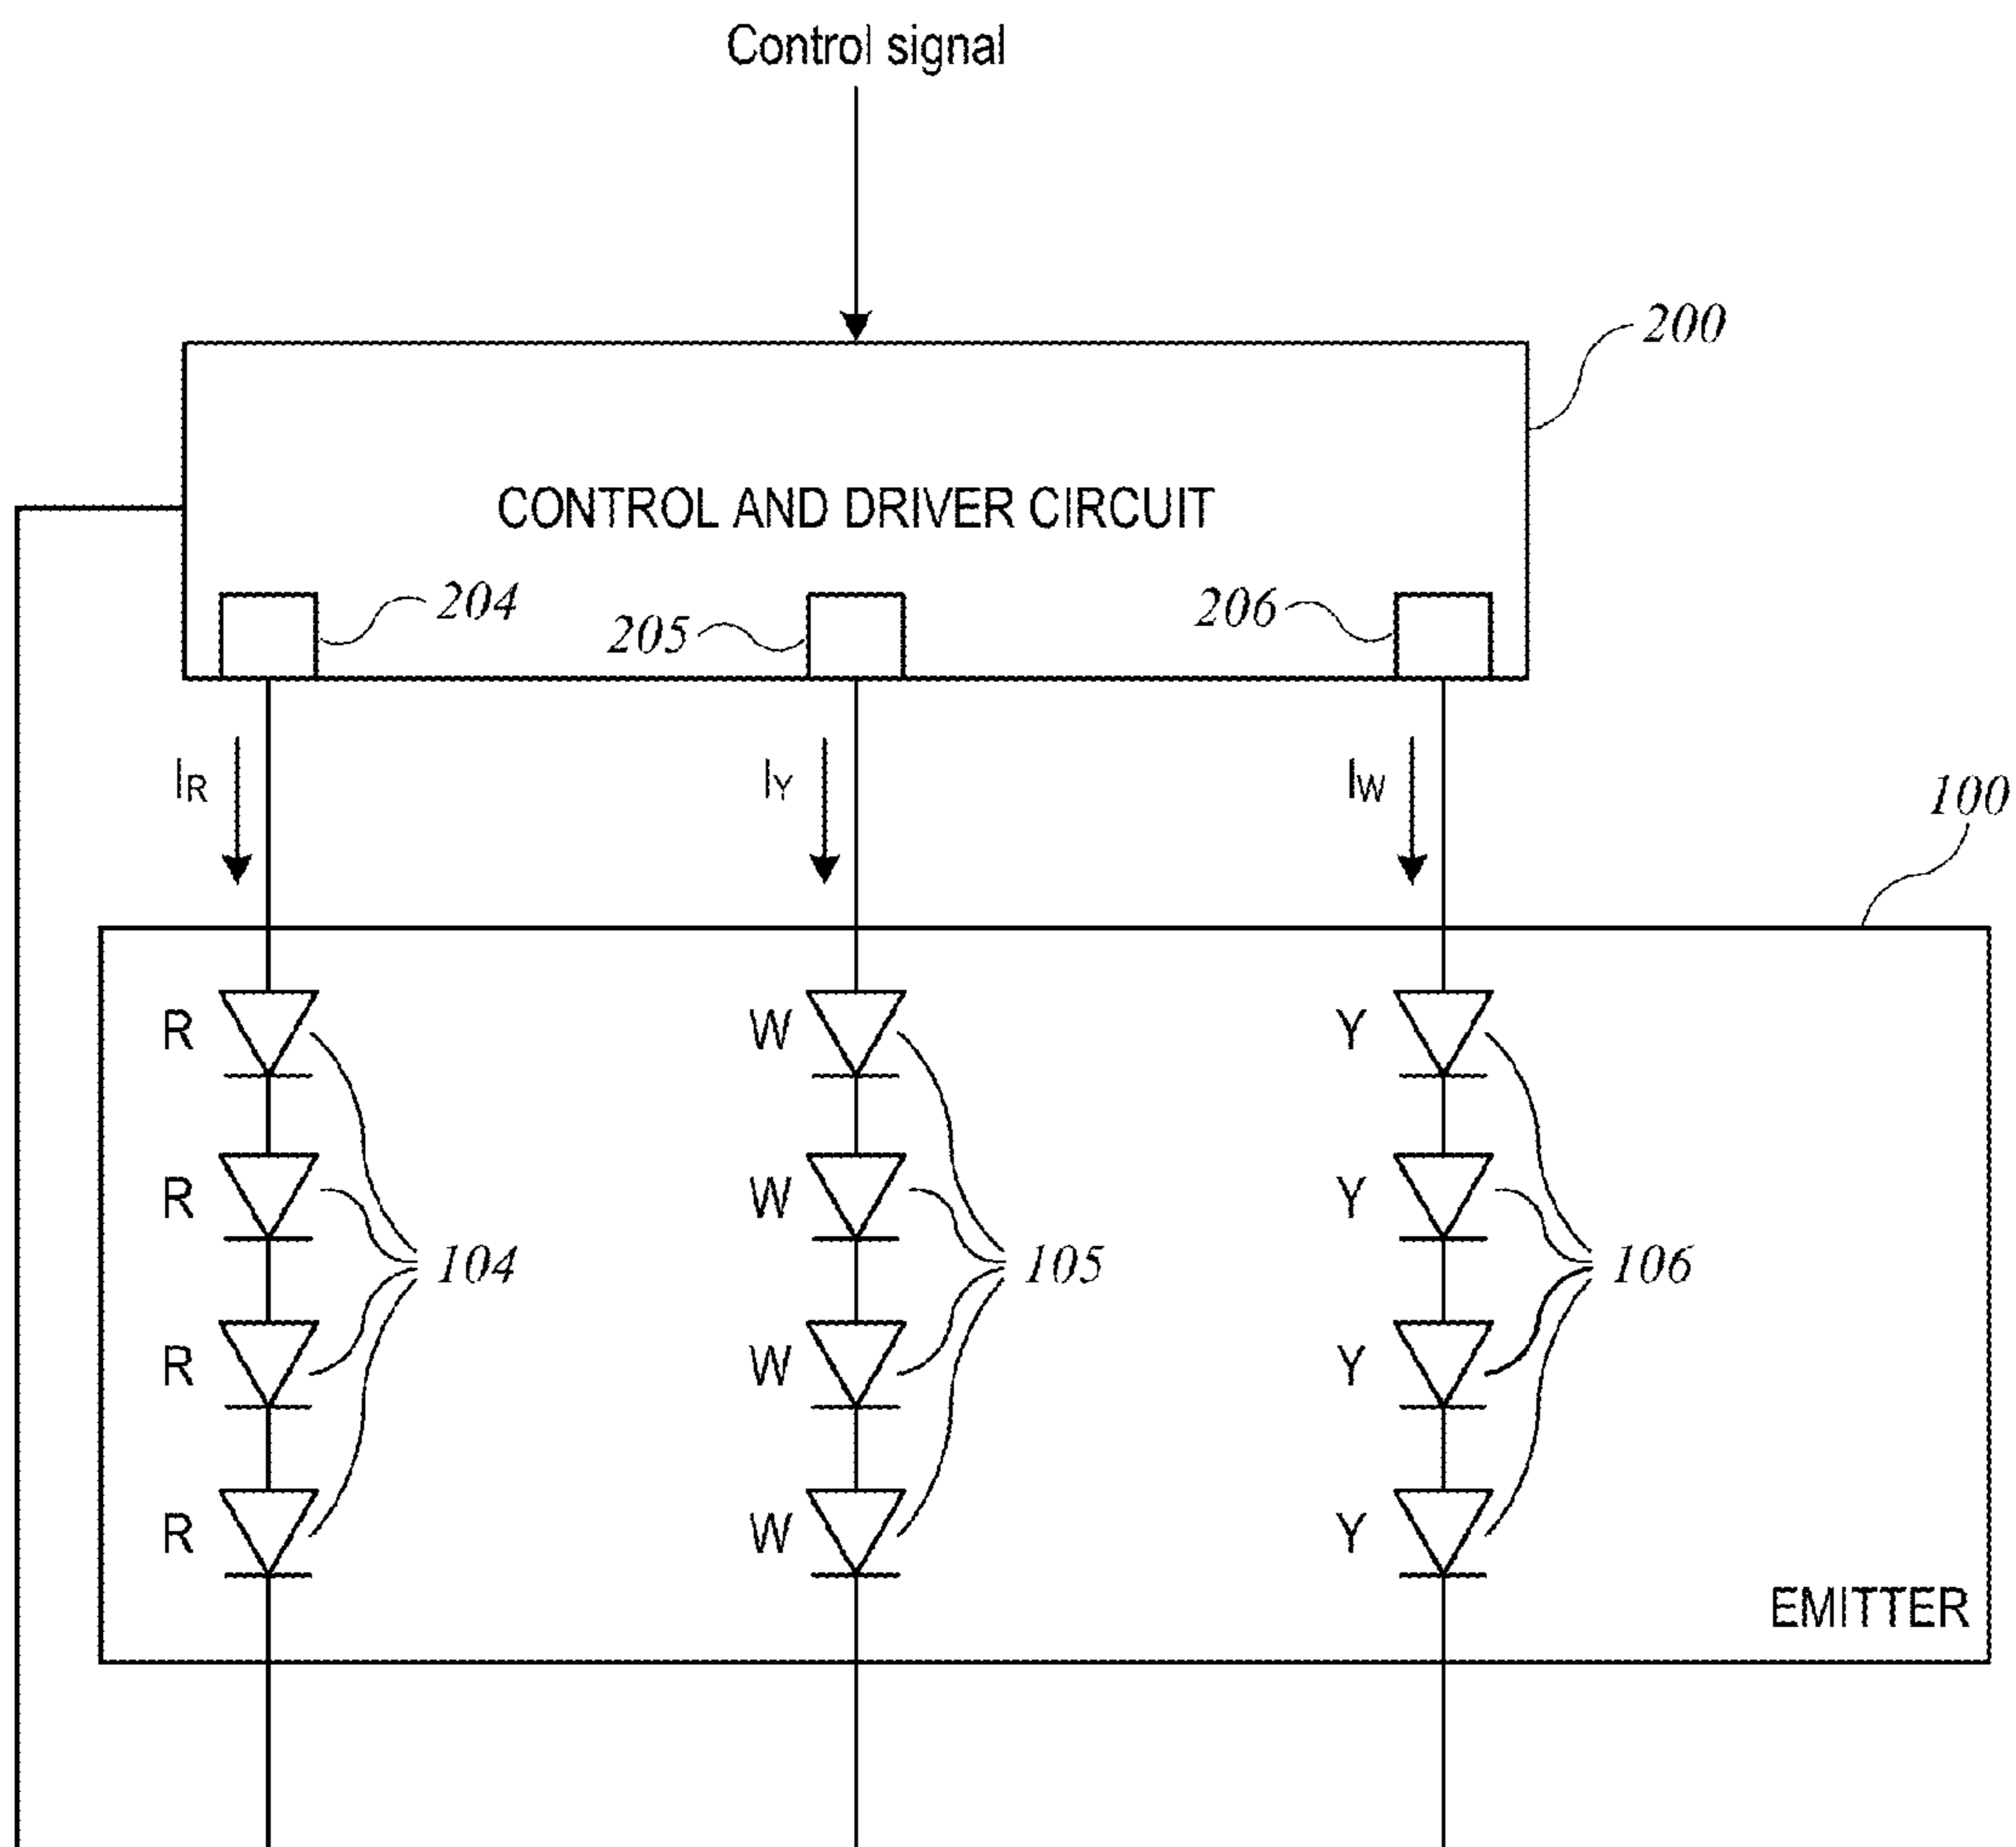 Control signal
200
CONTROL AND DRIVER CIRCUIT
204
205
206
IR
IY
IW
100
R
W
Y
R
W
Y
104
105
106
R
W
Y
R
W
Y
EMITTER